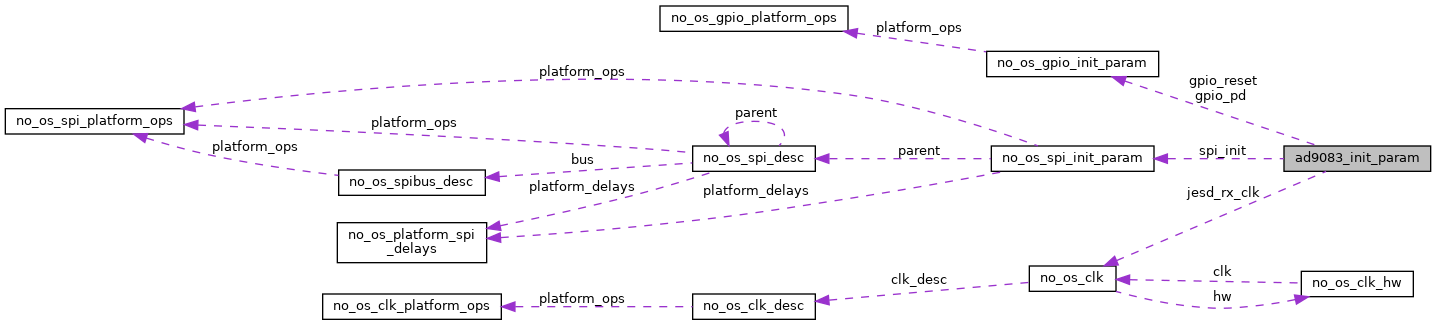 no_os_gpio_platform_ops
platform_ops
no_os_gpio_init_param
gpio_reset
gpio_pd
platform_ops
no_os_spi_platform_ops
platform_ops
parent
platform_ops
bus
no_os_spi_desc
parent
no_os_spi_init_param
spi_init
ad9083_init_param
no_os_spibus_desc
platform_delays
platform_delays
jesd_rx_clk
no_os_platform_spi
_delays
clk_desc
no_os_clk
clk
hw
no_os_clk_hw
no_os_clk_platform_ops
platform_ops
no_os_clk_desc